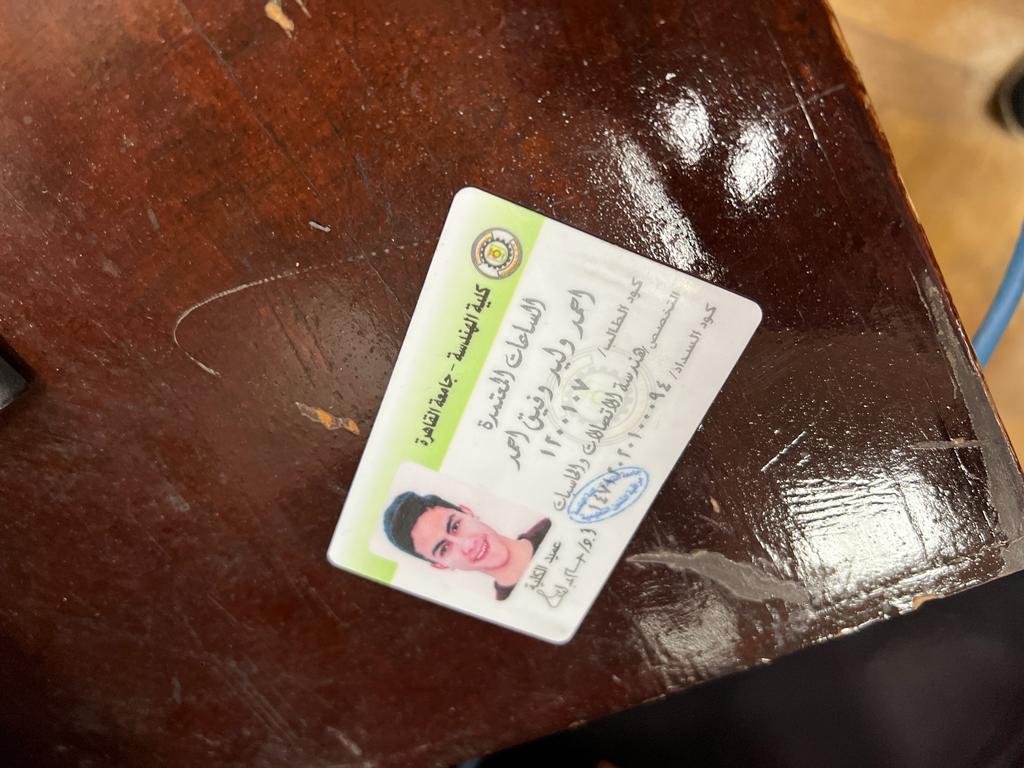 كلية الهندسة - جامعة القاهرة
الساعات المعتمدة
احمد وليد وفيق احمد
كود الطالب/ ١٢٠٠١٠٧
التخصص/هندسة الاتصالات والحاسبات
كود السداد/ ١٤٧١٢٠٢٠١٠٠٠٩٤
عميد الكلية